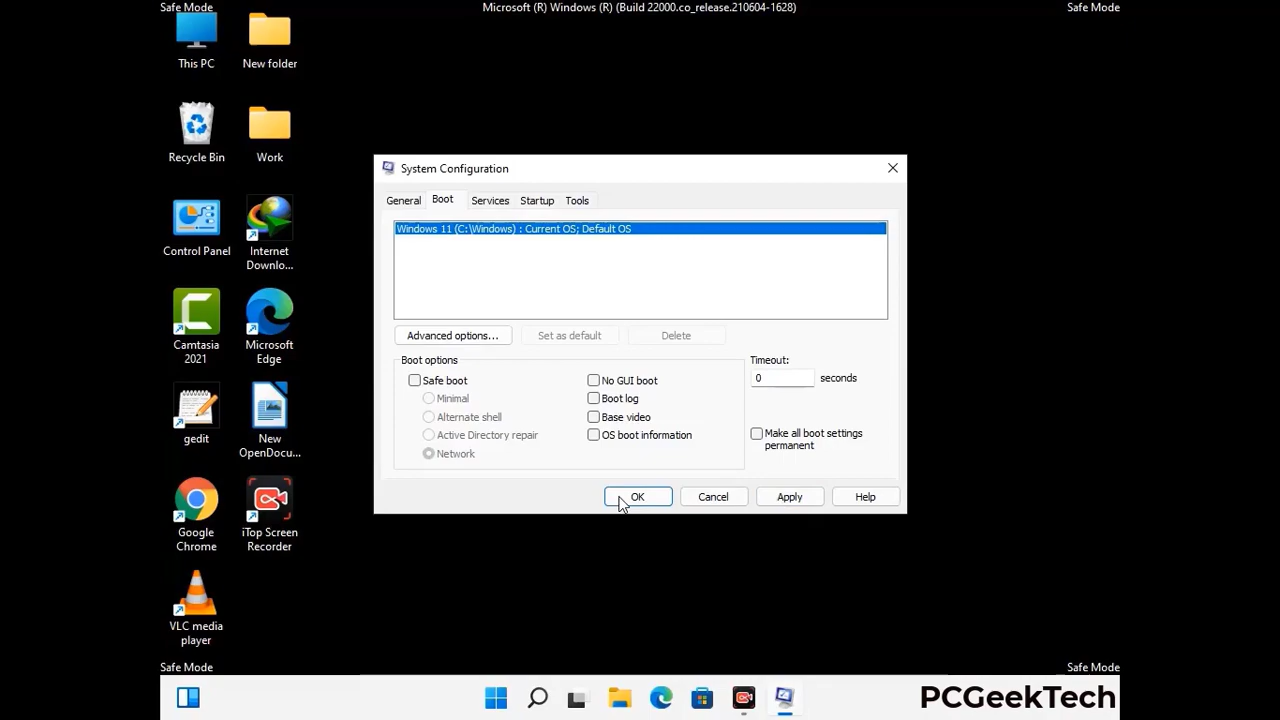 Safe Mode
Microsoft (R) Windows (R) (Build 22000.co_release.210604-1628)
Safe Mode
This PC
New folder
Recycle Bin
Work
Control Panel
Internet
Downlo...
Camtasia
2021
Microsoft
Edge
gedit
New
OpenDocu...
Google
Chrome
iTop Screen
Recorder
VLC media
player
System Configuration
General
Boot
Services
Startup
Tools
Windows 11 (C:\Windows) : Current OS; Default OS
Advanced options...
Set as default
Delete
Boot options
Safe boot
Minimal
Alternate shell
Active Directory repair
Network
No GUI boot
Boot log
Base video
OS boot information
Timeout:
0 seconds
Make all boot settings
permanent
OK
Cancel
Apply
Help
Safe Mode
Safe Mode
PCGeekTech